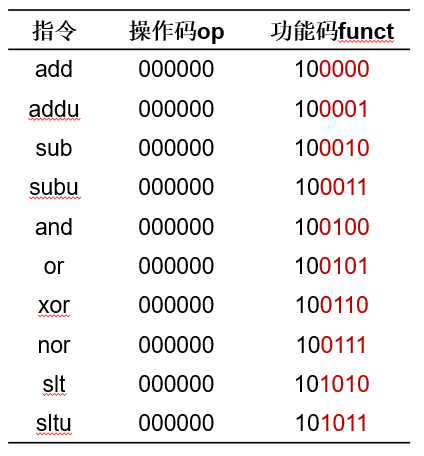 指令 操作码op 功能码funct
add 000000 100000
addu 000000 100001
sub 000000 100010
subu 000000 100011
and 000000 100100
or 000000 100101
xor 000000 100110
nor 000000 100111
slt 000000 101010
sltu 000000 101011